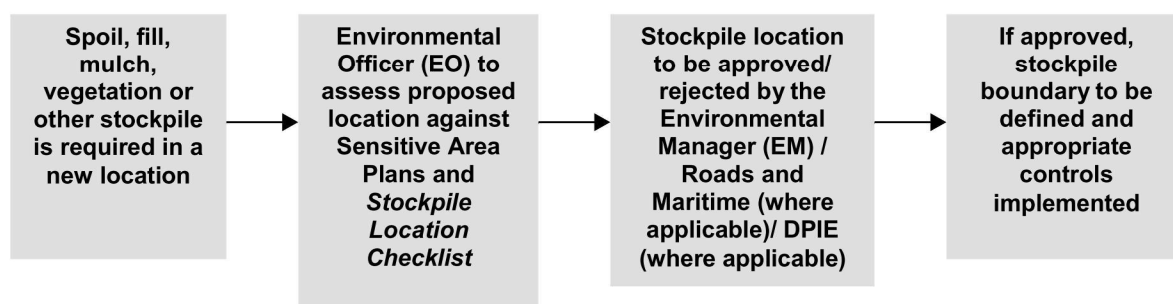 Spoil, fill,
mulch,
vegetation or
other stockpile
is required in a
new location
Environmental
Officer (EO) to
assess proposed
location against
Sensitive Area
Plans and
Stockpile
Location
Checklist
Stockpile location
to be approved/
rejected by the
Environmental
Manager (EM) /
Roads and
Maritime (where
applicable)/ DPIE
(where applicable)
If approved,
stockpile
boundary to be
defined and
appropriate
controls
implemented